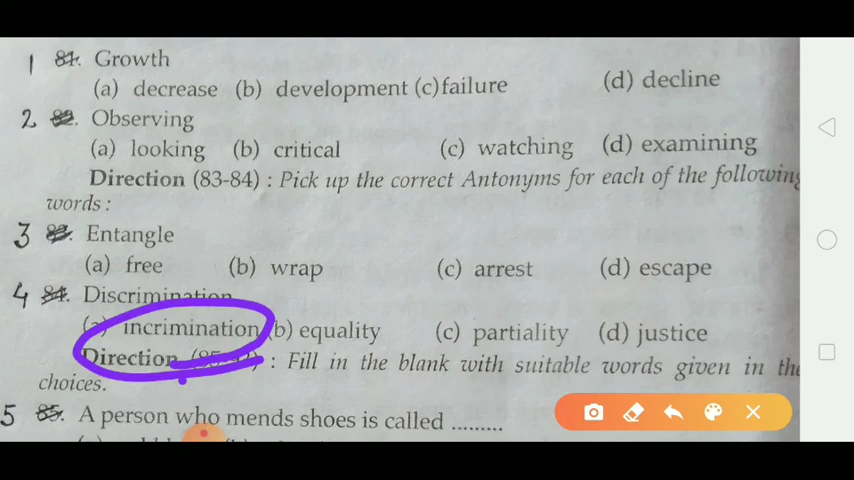 1 81. Growth
(a) decrease (b) development (c) failure (d) decline
2 82. Observing
(a) looking (b) critical (c) watching (d) examining
Direction (83-84) : Pick up the correct Antonyms for each of the following
words :
3 83. Entangle
(a) free (b) wrap (c) arrest (d) escape
4 84. Discrimination
(a) incrimination (b) equality (c) partiality (d) justice
Direction : Fill in the blank with suitable words given in the
choices.
5 85. A person who mends shoes is called .........